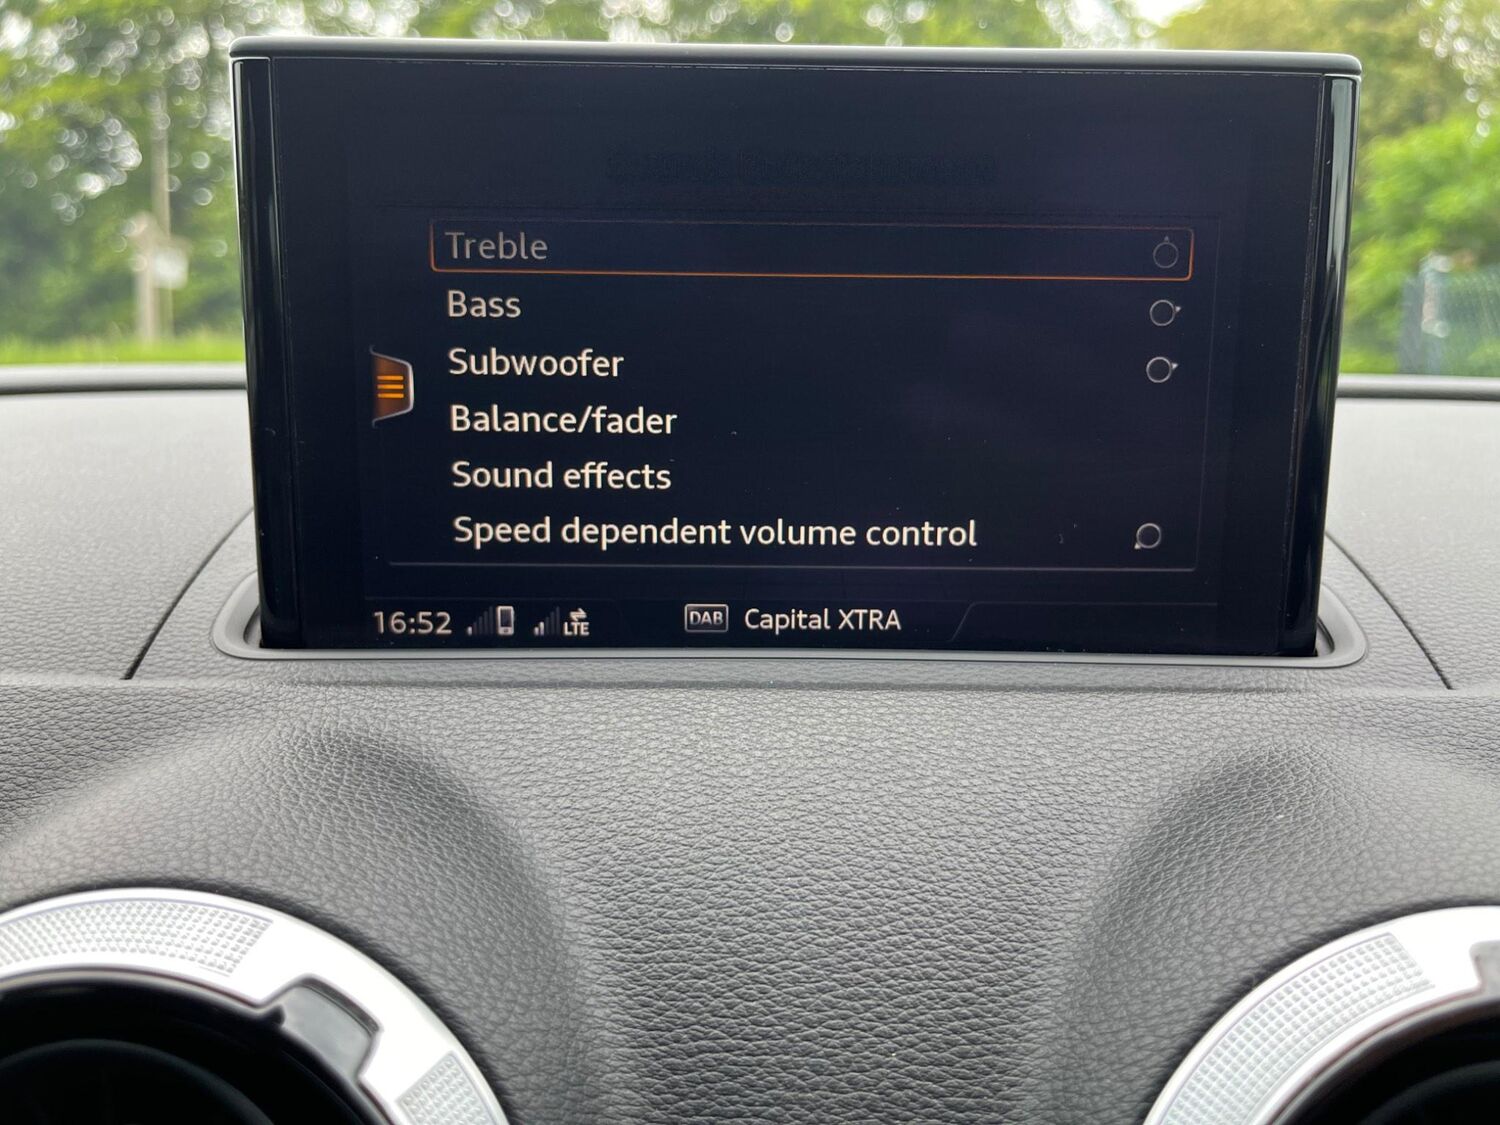 Treble
Bass
Subwoofer
Balance/fader
Sound effects
Speed dependent volume control
16:52 LTE DAB Capital XTRA